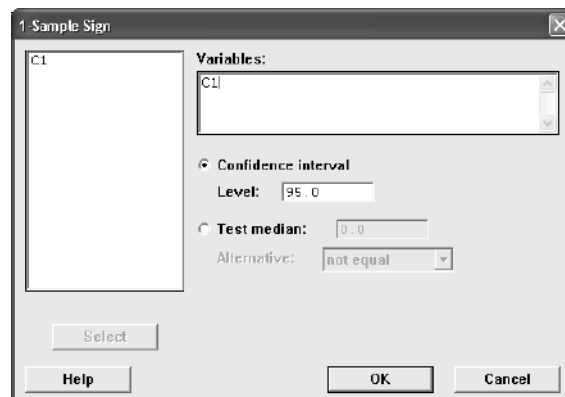 1-Sample Sign
C1
Variables:
C1
Confidence interval
Level: 95.0
Test median: 0.0
Alternative: not equal
Select
Help OK Cancel